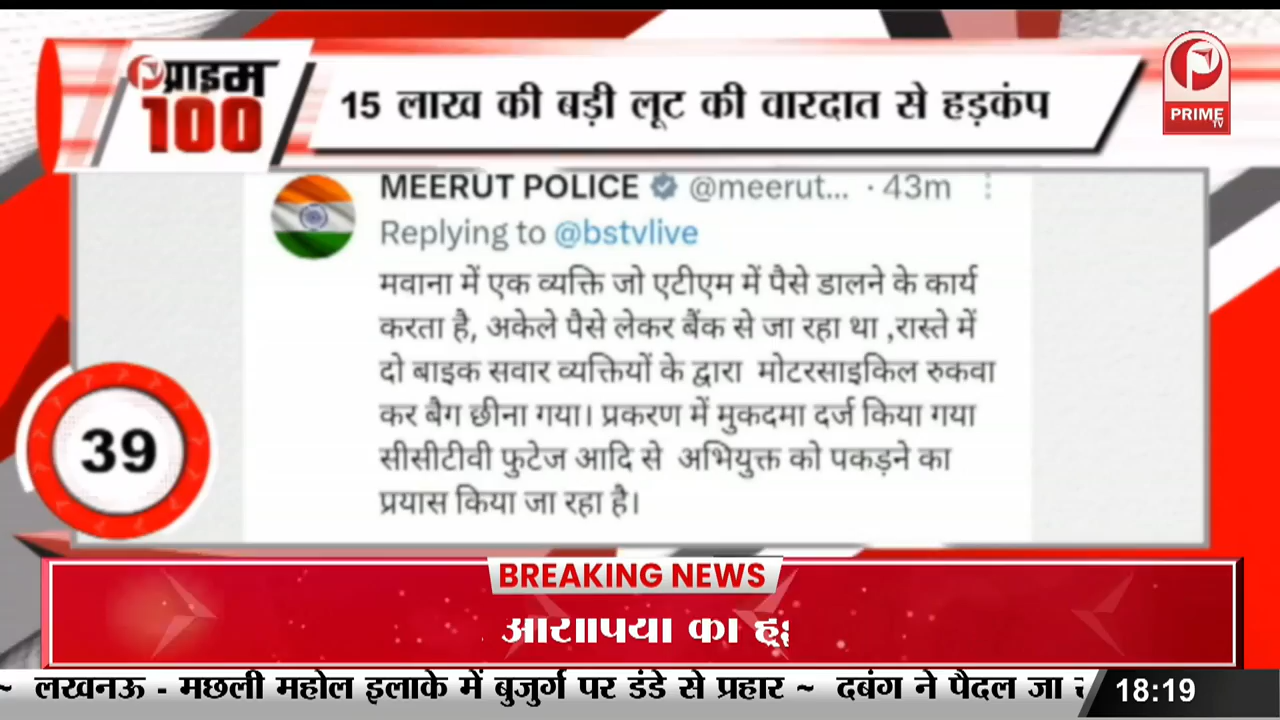 प्राइम
100
15 लाख की बड़ी लूट की वारदात से हड़कंप
PRIME
TV
MEERUT POLICE @meerut... · 43m
Replying to @bstvlive
मवाना में एक व्यक्ति जो एटीएम में पैसे डालने के कार्य
करता है, अकेले पैसे लेकर बैंक से जा रहा था ,रास्ते में
दो बाइक सवार व्यक्तियों के द्वारा मोटरसाइकिल रुकवा
कर बैग छीना गया। प्रकरण में मुकदमा दर्ज किया गया
सीसीटीवी फुटेज आदि से अभियुक्त को पकड़ने का
प्रयास किया जा रहा है।
39
BREAKING NEWS
~ लखनऊ - मछली महोल इलाके में बुजुर्ग पर डंडे से प्रहार ~ दबंग ने पैदल जा
18:19